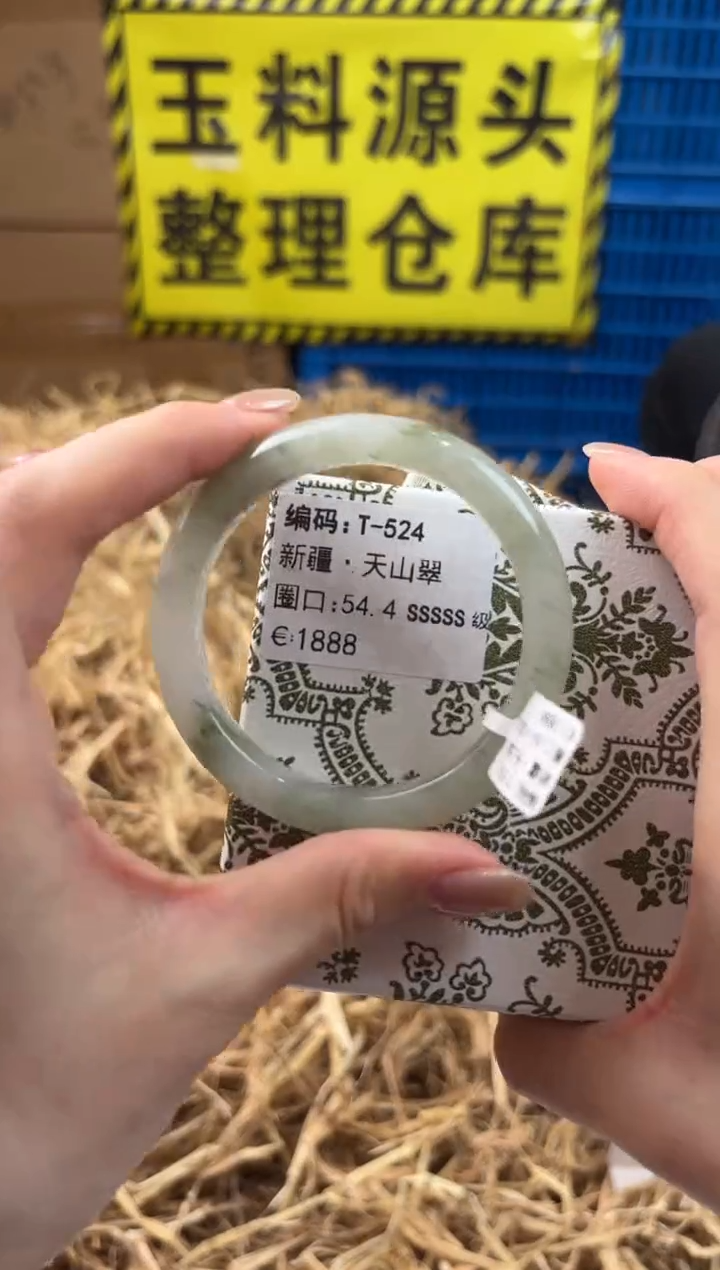 玉料源头
整理仓库
编码:T-524
新疆·天山翠
圈口:54.4 SSSSS 级
€:1888